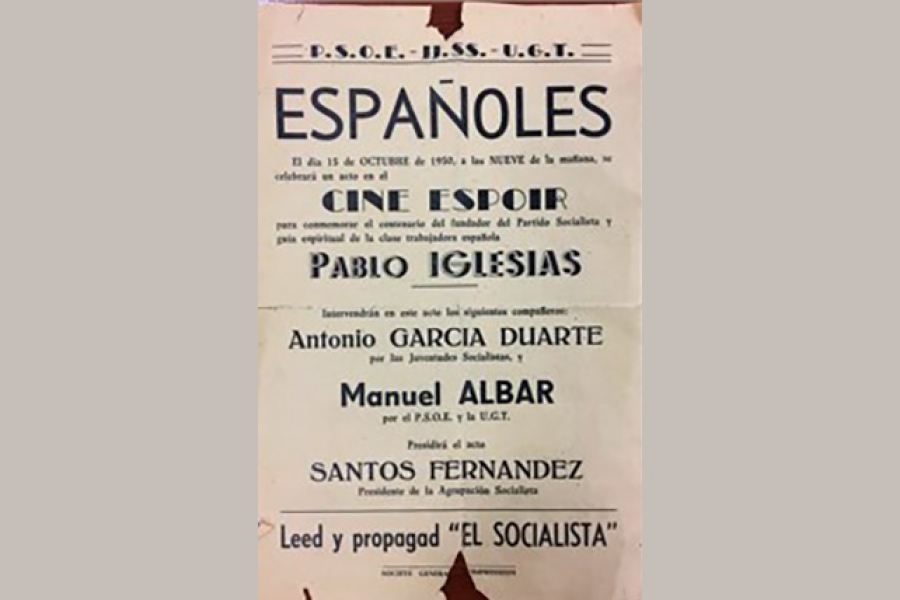 P.S.O.E. - JJ.SS. - U.G.T.
ESPAÑOLES
El día 15 de OCTUBRE de 1950, a las NUEVE de la mañana, se
celebrará un acto en el
CINE ESPOIR
para conmemorar el centenario del fundador del Partido Socialista y
guía espiritual de la clase trabajadora española
PABLO IGLESIAS
Intervendrán en este acto los siguientes compañeros:
Antonio GARCIA DUARTE
por las Juventudes Socialistas, y
Manuel ALBAR
por el P.S.O.E. y la U.G.T.
Presidirá el acto
SANTOS FERNANDEZ
Presidente de la Agrupación Socialista
Leed y propagad "EL SOCIALISTA"
SOCIETE